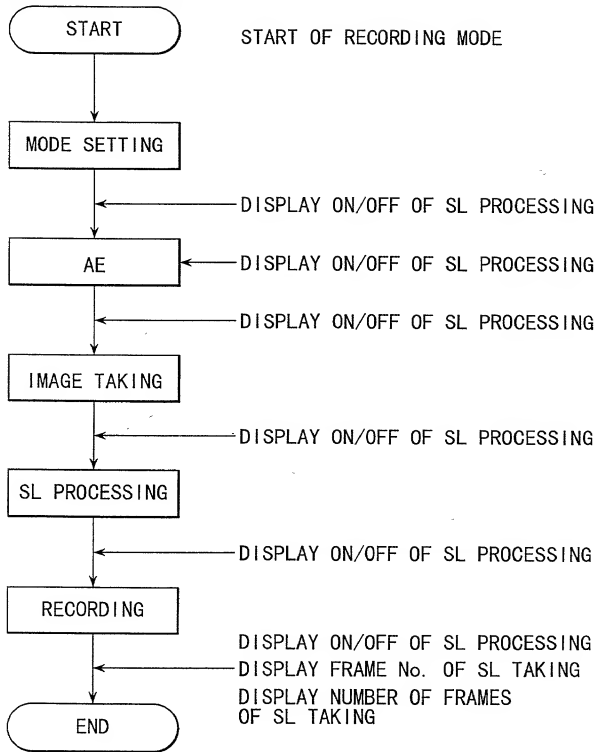 START
START OF RECORDING MODE
MODE SETTING
DISPLAY ON/OFF OF SL PROCESSING
AE
DISPLAY ON/OFF OF SL PROCESSING
DISPLAY ON/OFF OF SL PROCESSING
IMAGE TAKING
DISPLAY ON/OFF OF SL PROCESSING
SL PROCESSING
DISPLAY ON/OFF OF SL PROCESSING
RECORDING
DISPLAY ON/OFF OF SL PROCESSING
DISPLAY FRAME No. OF SL TAKING
DISPLAY NUMBER OF FRAMES
OF SL TAKING
END